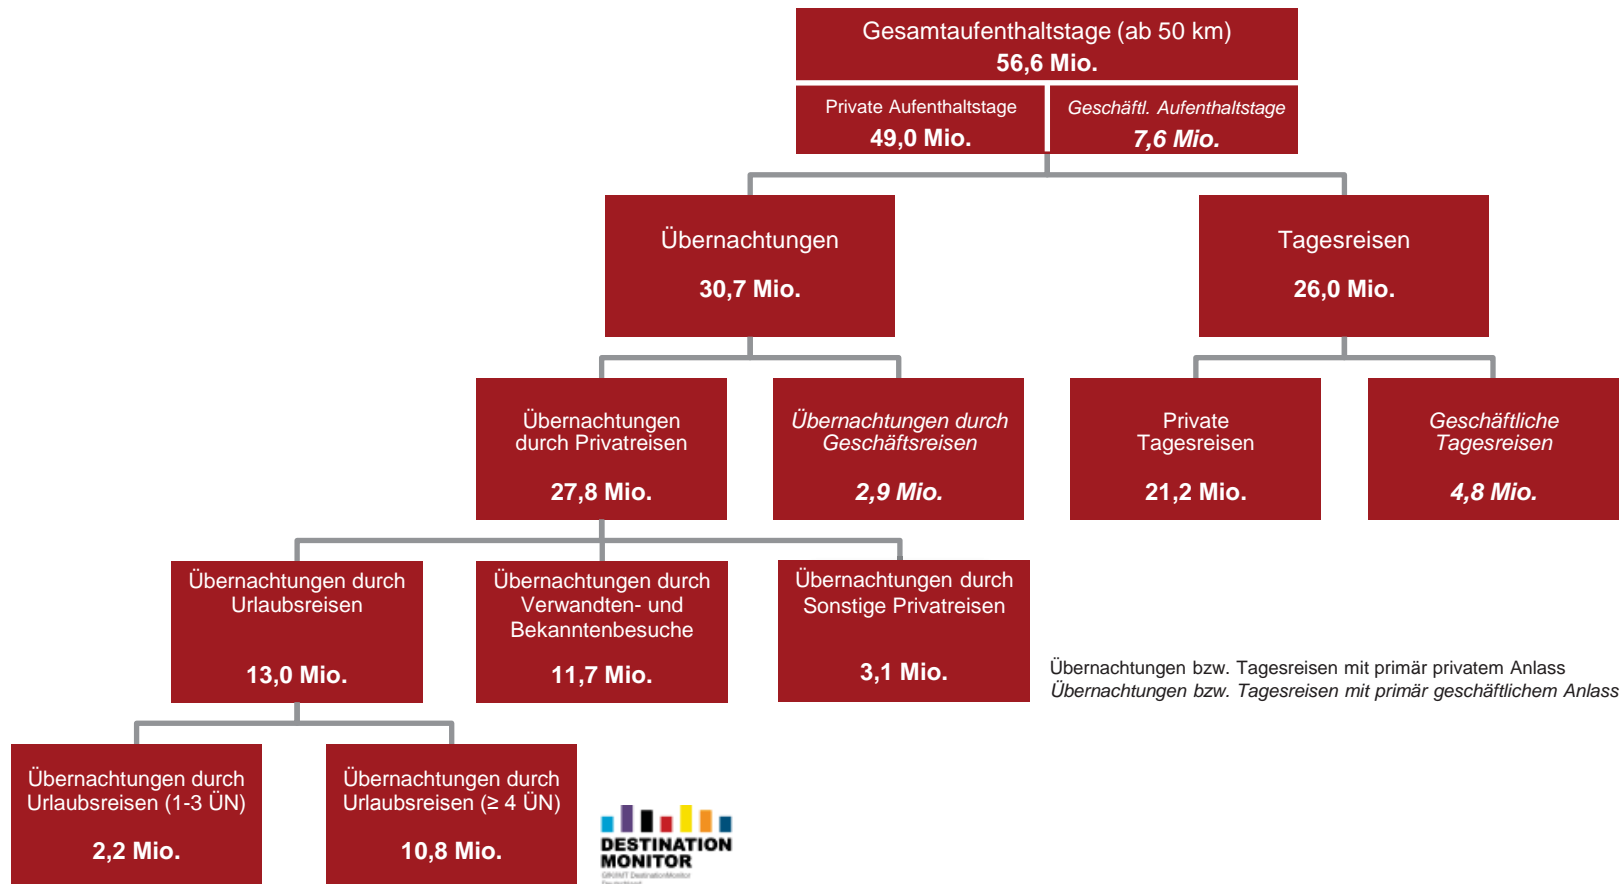 Gesamtaufenthaltstage (ab 50 km)
56,6 Mio.
Private Aufenthaltstage
49,0 Mio.
Geschäftl. Aufenthaltstage
7,6 Mio.
Übernachtungen
30,7 Mio.
Tagesreisen
26,0 Mio.
Übernachtungen
durch Privatreisen
27,8 Mio.
Übernachtungen durch
Geschäftsreisen
2,9 Mio.
Private
Tagesreisen
21,2 Mio.
Geschäftliche
Tagesreisen
4,8 Mio.
Übernachtungen durch
Urlaubsreisen
13,0 Mio.
Übernachtungen durch
Verwandten- und
Bekanntenbesuche
11,7 Mio.
Übernachtungen durch
Sonstige Privatreisen
3,1 Mio.
Übernachtungen bzw. Tagesreisen mit primär privatem Anlass
Übernachtungen bzw. Tagesreisen mit primär geschäftlichem Anlass
Übernachtungen durch
Urlaubsreisen (1-3 ÜN)
2,2 Mio.
Übernachtungen durch
Urlaubsreisen (≥ 4 ÜN)
10,8 Mio.
DESTINATION
MONITOR
DestinationMonitor